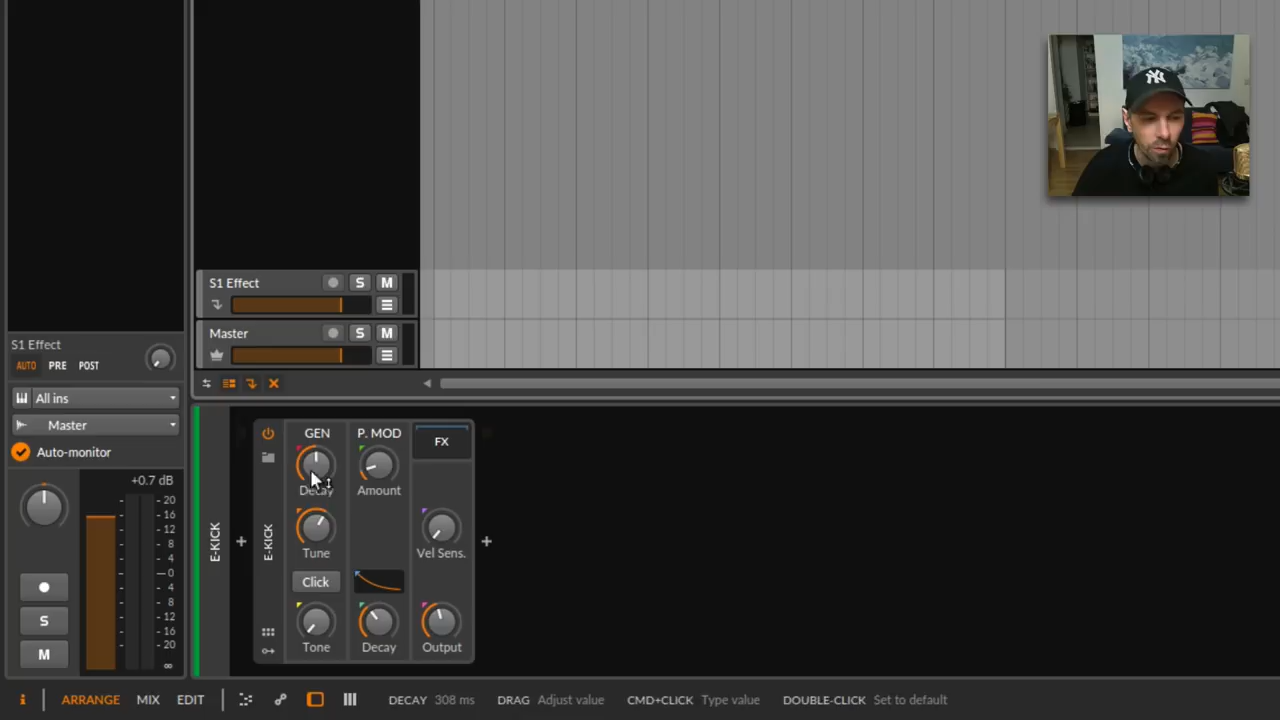 S1 Effect
S M
Master
S M
S1 Effect
AUTO PRE POST
All ins
Master
Auto-monitor
+0.7 dB
20
16
12
8
4
0
4
8
12
16
20
∞
S
M
E-KICK
E-KICK
GEN
Decay
Tune
Click
Tone
P. MOD
Amount
Decay
FX
Vel Sens.
Output
i ARRANGE MIX EDIT DECAY 308 ms DRAG Adjust value CMD+CLICK Type value DOUBLE-CLICK Set to default